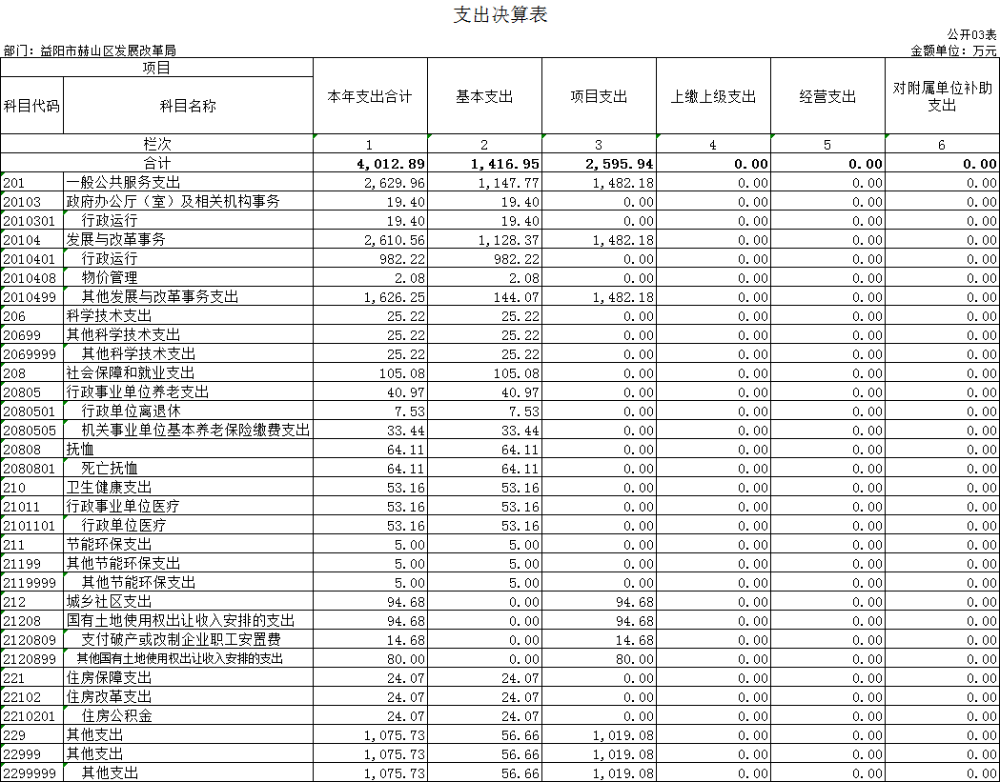 支出决算表
公开03表
部门：益阳市赫山区发展改革局 金额单位：万元
项目 本年支出合计 基本支出 项目支出 上缴上级支出 经营支出 对附属单位补助支出
科目代码 科目名称
栏次 1 2 3 4 5 6
合计 4,012.89 1,416.95 2,595.94 0.00 0.00 0.00
201 一般公共服务支出 2,629.96 1,147.77 1,482.18 0.00 0.00 0.00
20103 政府办公厅（室）及相关机构事务 19.40 19.40 0.00 0.00 0.00 0.00
2010301 行政运行 19.40 19.40 0.00 0.00 0.00 0.00
20104 发展与改革事务 2,610.56 1,128.37 1,482.18 0.00 0.00 0.00
2010401 行政运行 982.22 982.22 0.00 0.00 0.00 0.00
2010408 物价管理 2.08 2.08 0.00 0.00 0.00 0.00
2010499 其他发展与改革事务支出 1,626.25 144.07 1,482.18 0.00 0.00 0.00
206 科学技术支出 25.22 25.22 0.00 0.00 0.00 0.00
20699 其他科学技术支出 25.22 25.22 0.00 0.00 0.00 0.00
2069999 其他科学技术支出 25.22 25.22 0.00 0.00 0.00 0.00
208 社会保障和就业支出 105.08 105.08 0.00 0.00 0.00 0.00
20805 行政事业单位养老支出 40.97 40.97 0.00 0.00 0.00 0.00
2080501 行政单位离退休 7.53 7.53 0.00 0.00 0.00 0.00
2080505 机关事业单位基本养老保险缴费支出 33.44 33.44 0.00 0.00 0.00 0.00
20808 抚恤 64.11 64.11 0.00 0.00 0.00 0.00
2080801 死亡抚恤 64.11 64.11 0.00 0.00 0.00 0.00
210 卫生健康支出 53.16 53.16 0.00 0.00 0.00 0.00
21011 行政事业单位医疗 53.16 53.16 0.00 0.00 0.00 0.00
2101101 行政单位医疗 53.16 53.16 0.00 0.00 0.00 0.00
211 节能环保支出 5.00 5.00 0.00 0.00 0.00 0.00
21199 其他节能环保支出 5.00 5.00 0.00 0.00 0.00 0.00
2119999 其他节能环保支出 5.00 5.00 0.00 0.00 0.00 0.00
212 城乡社区支出 94.68 0.00 94.68 0.00 0.00 0.00
21208 国有土地使用权出让收入安排的支出 94.68 0.00 94.68 0.00 0.00 0.00
2120809 支付破产或改制企业职工安置费 14.68 0.00 14.68 0.00 0.00 0.00
2120899 其他国有土地使用权出让收入安排的支出 80.00 0.00 80.00 0.00 0.00 0.00
221 住房保障支出 24.07 24.07 0.00 0.00 0.00 0.00
22102 住房改革支出 24.07 24.07 0.00 0.00 0.00 0.00
2210201 住房公积金 24.07 24.07 0.00 0.00 0.00 0.00
229 其他支出 1,075.73 56.66 1,019.08 0.00 0.00 0.00
22999 其他支出 1,075.73 56.66 1,019.08 0.00 0.00 0.00
2299999 其他支出 1,075.73 56.66 1,019.08 0.00 0.00 0.00